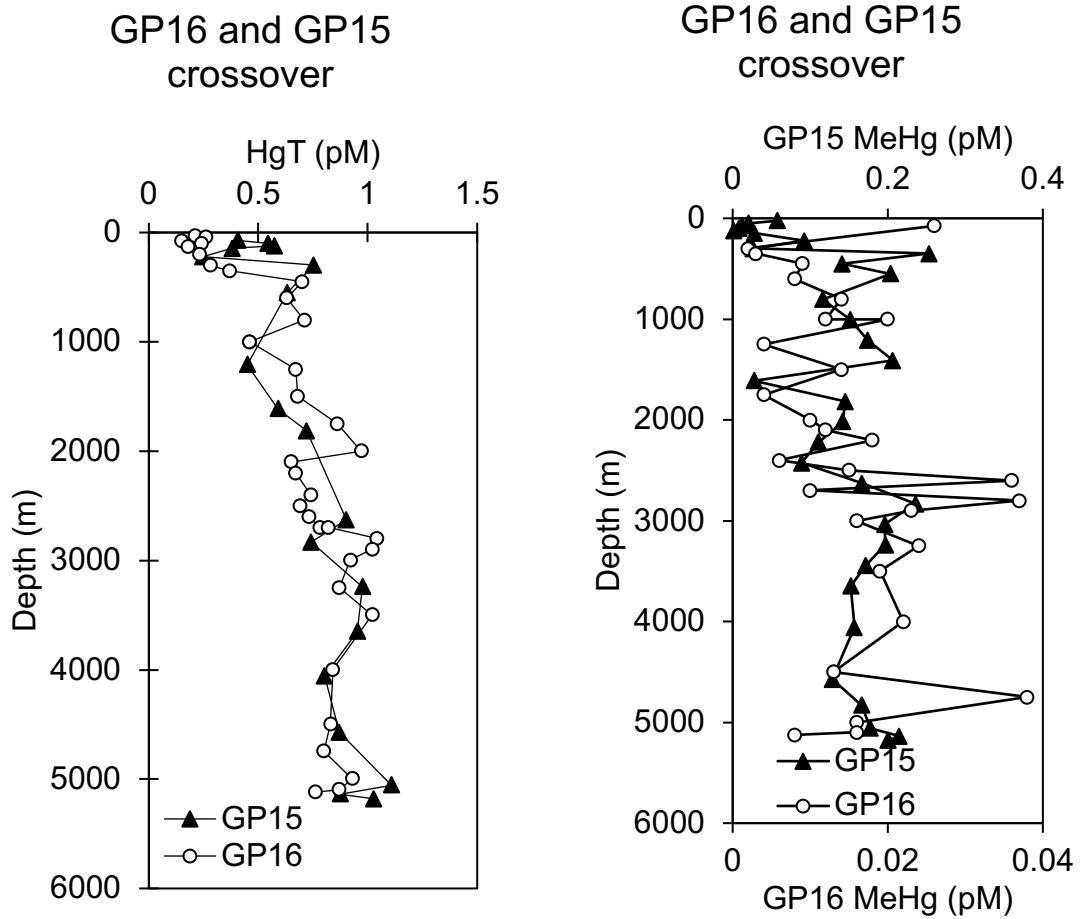 GP16 and GP15
crossover
HgT (pM)
0 0.5 1 1.5
0
1000
2000
3000
4000
5000
6000
Depth (m)
GP15
GP16
GP16 and GP15
crossover
GP15 MeHg (pM)
0 0.2 0.4
0
1000
2000
3000
4000
5000
6000
Depth (m)
GP15
GP16
0 0.02 0.04
GP16 MeHg (pM)